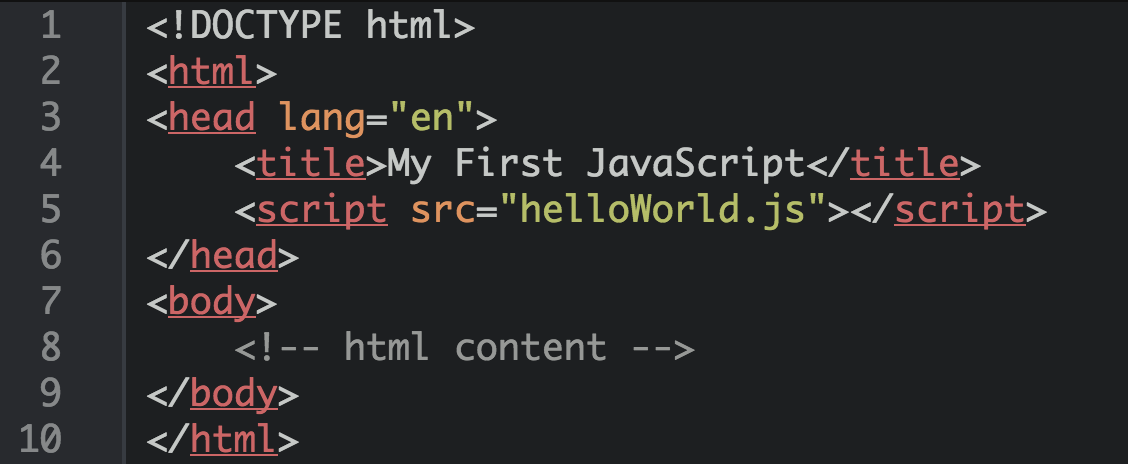 1 <!DOCTYPE html>
2 <html>
3 <head lang="en">
4     <title>My First JavaScript</title>
5     <script src="helloWorld.js"></script>
6 </head>
7 <body>
8     <!-- html content -->
9 </body>
10 </html>